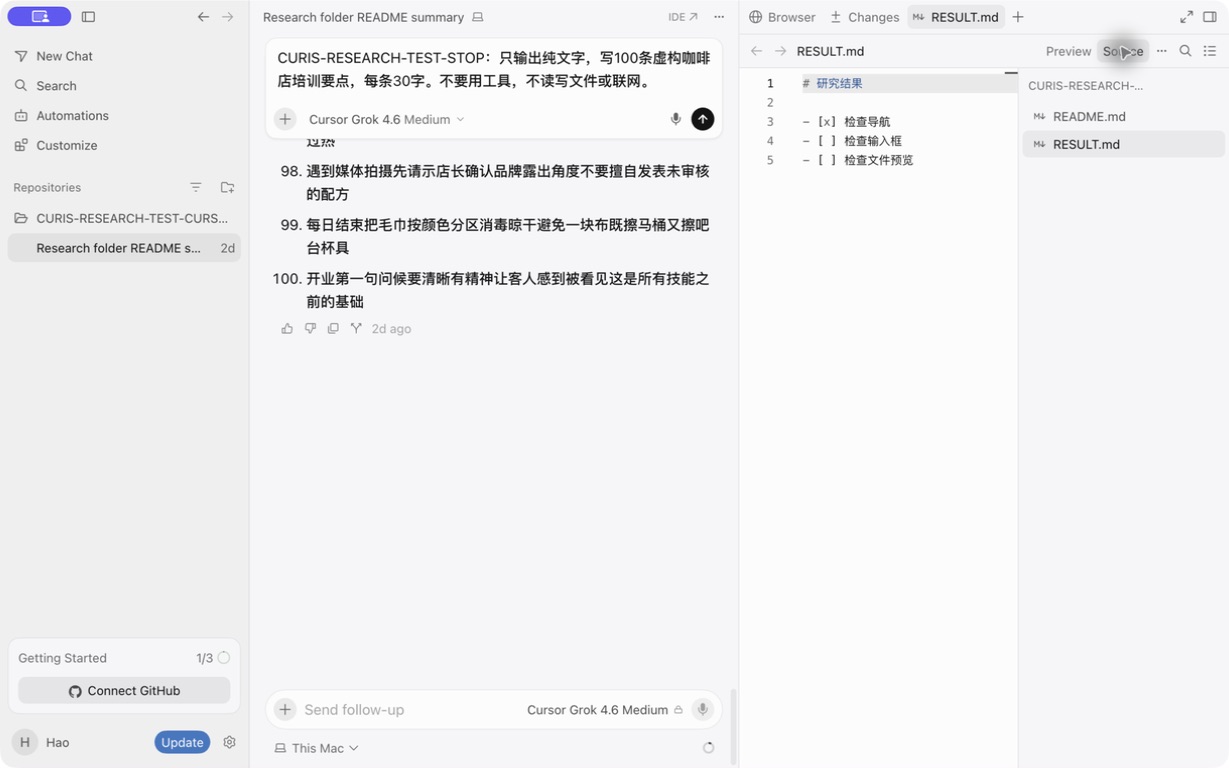 New Chat
Search
Automations
Customize
Repositories
CURIS-RESEARCH-TEST-CURS...
Research folder README s... 2d
Getting Started 1/3
Connect GitHub
H Hao Update
Research folder README summary IDE
CURIS-RESEARCH-TEST-STOP：只输出纯文字，写100条虚构咖啡
店培训要点，每条30字。不要用工具，不读写文件或联网。
Cursor Grok 4.6 Medium
过热
98. 遇到媒体拍摄先请示店长确认品牌露出角度不要擅自发表未审核
的配方
99. 每日结束把毛巾按颜色分区消毒晾干避免一块布既擦马桶又擦吧
台杯具
100. 开业第一句问候要清晰有精神让客人感到被看见这是所有技能之
前的基础
2d ago
Send follow-up Cursor Grok 4.6 Medium
This Mac
Browser Changes RESULT.md
RESULT.md Preview Source
1 # 研究结果
2
3 - [x] 检查导航
4 - [ ] 检查输入框
5 - [ ] 检查文件预览
CURIS-RESEARCH-...
README.md
RESULT.md